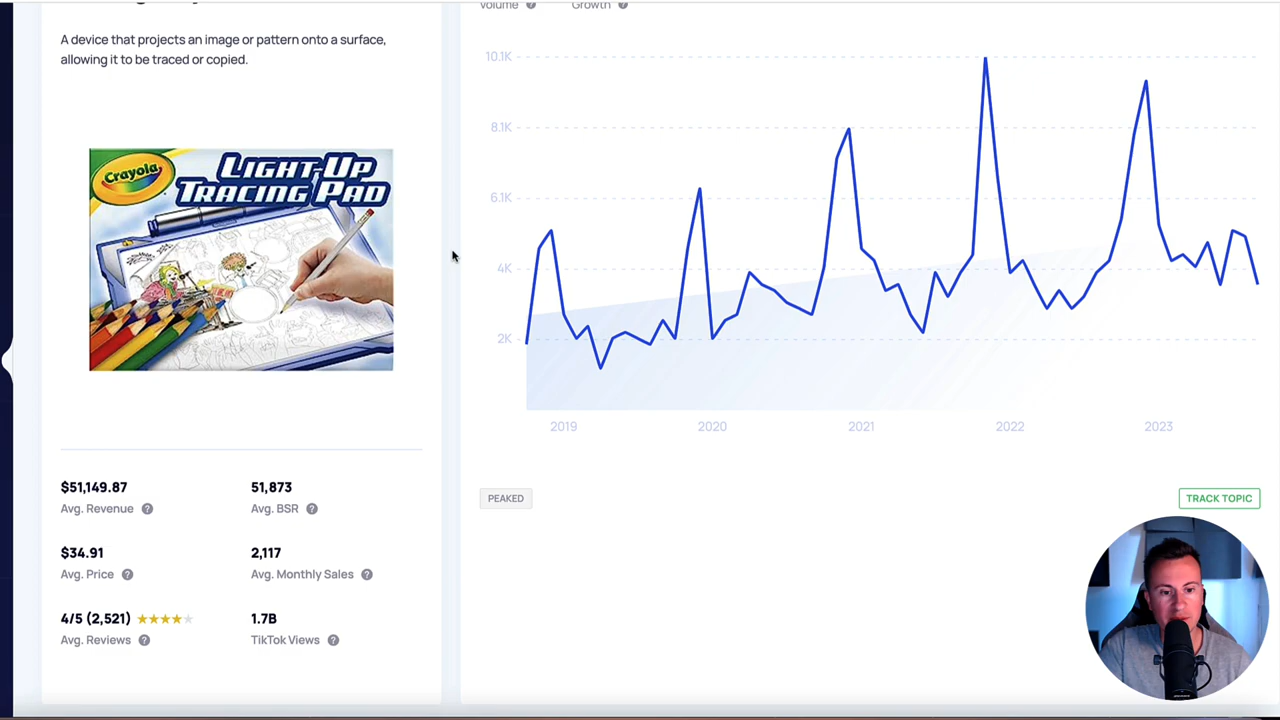 Volume ?
Growth ?
A device that projects an image or pattern onto a surface,
allowing it to be traced or copied.
Crayola
LIGHT-UP
TRACING PAD
10.1K
8.1K
6.1K
4K
2K
2019 2020 2021 2022 2023
PEAKED
TRACK TOPIC
$51,149.87
Avg. Revenue ?
51,873
Avg. BSR ?
$34.91
Avg. Price ?
2,117
Avg. Monthly Sales ?
4/5 (2,521)
Avg. Reviews ?
1.7B
TikTok Views ?